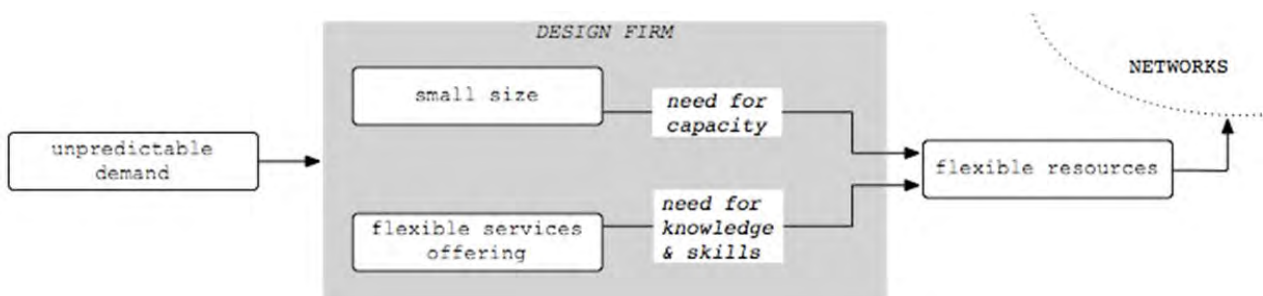 DESIGN FIRM
NETWORKS
small size
need for
capacity
unpredictable
demand
flexible resources
flexible services
offering
need for
knowledge
& skills